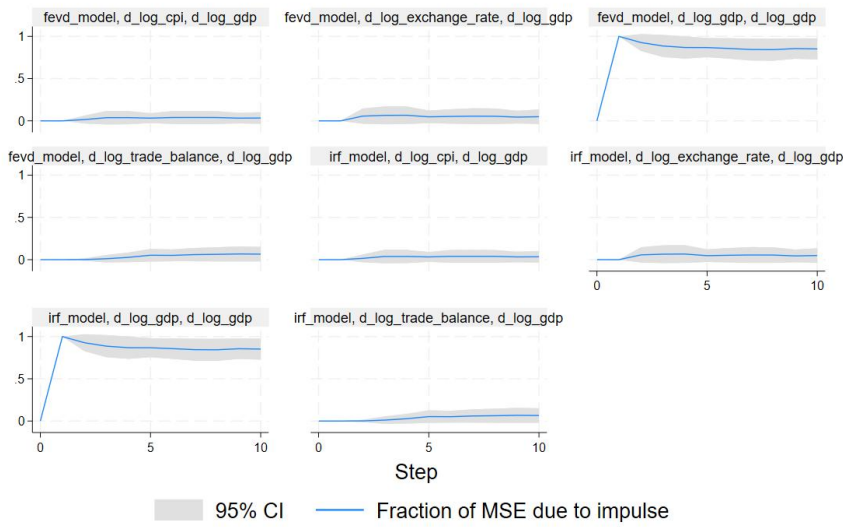 fevd_model, d_log_cpi, d_log_gdp
fevd_model, d_log_exchange_rate, d_log_gdp
fevd_model, d_log_gdp, d_log_gdp
1
.5
0
fevd_model, d_log_trade_balance, d_log_gdp
irf_model, d_log_cpi, d_log_gdp
irf_model, d_log_exchange_rate, d_log_gdp
1
.5
0
0 5 10
irf_model, d_log_gdp, d_log_gdp
irf_model, d_log_trade_balance, d_log_gdp
1
.5
0
0 5 10
0 5 10
Step
95% CI
Fraction of MSE due to impulse